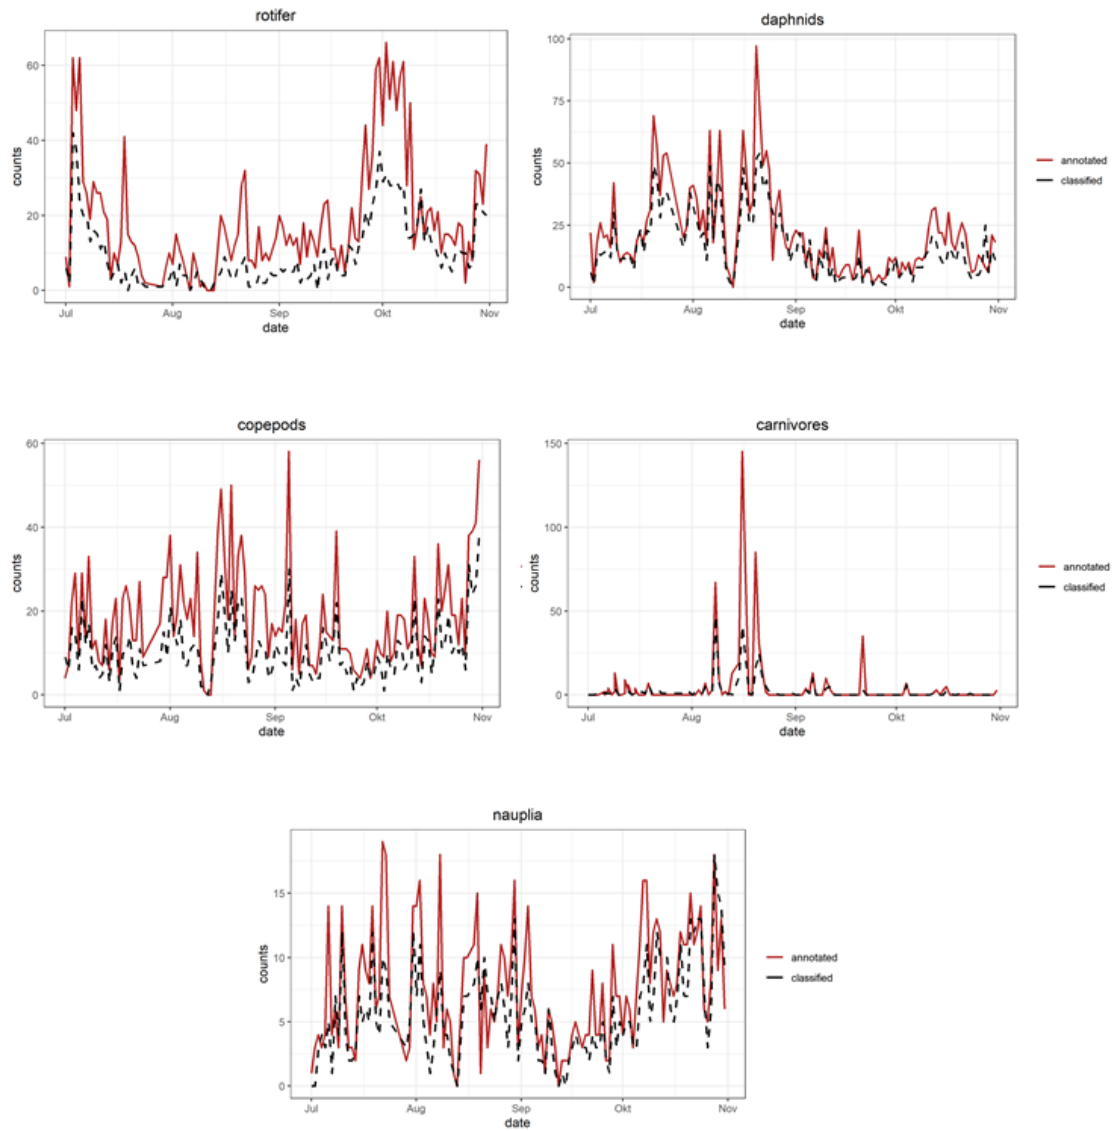 rotifer
counts
60
40
20
0
Jul Aug Sep Okt Nov
date
daphnids
counts
100
75
50
25
0
Jul Aug Sep Okt Nov
date
annotated
classified
copepods
counts
60
40
20
0
Jul Aug Sep Okt Nov
date
carnivores
counts
150
100
50
0
Jul Aug Sep Okt Nov
date
annotated
classified
nauplia
counts
15
10
5
0
Jul Aug Sep Okt Nov
date
annotated
classified